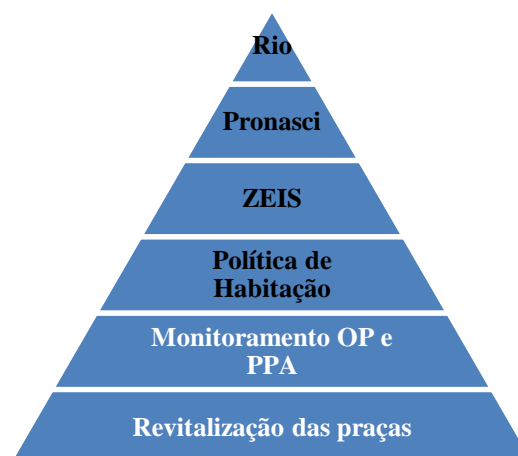 Rio
Pronasci
ZEIS
Política de
Habitação
Monitoramento OP e
PPA
Revitalização das praças